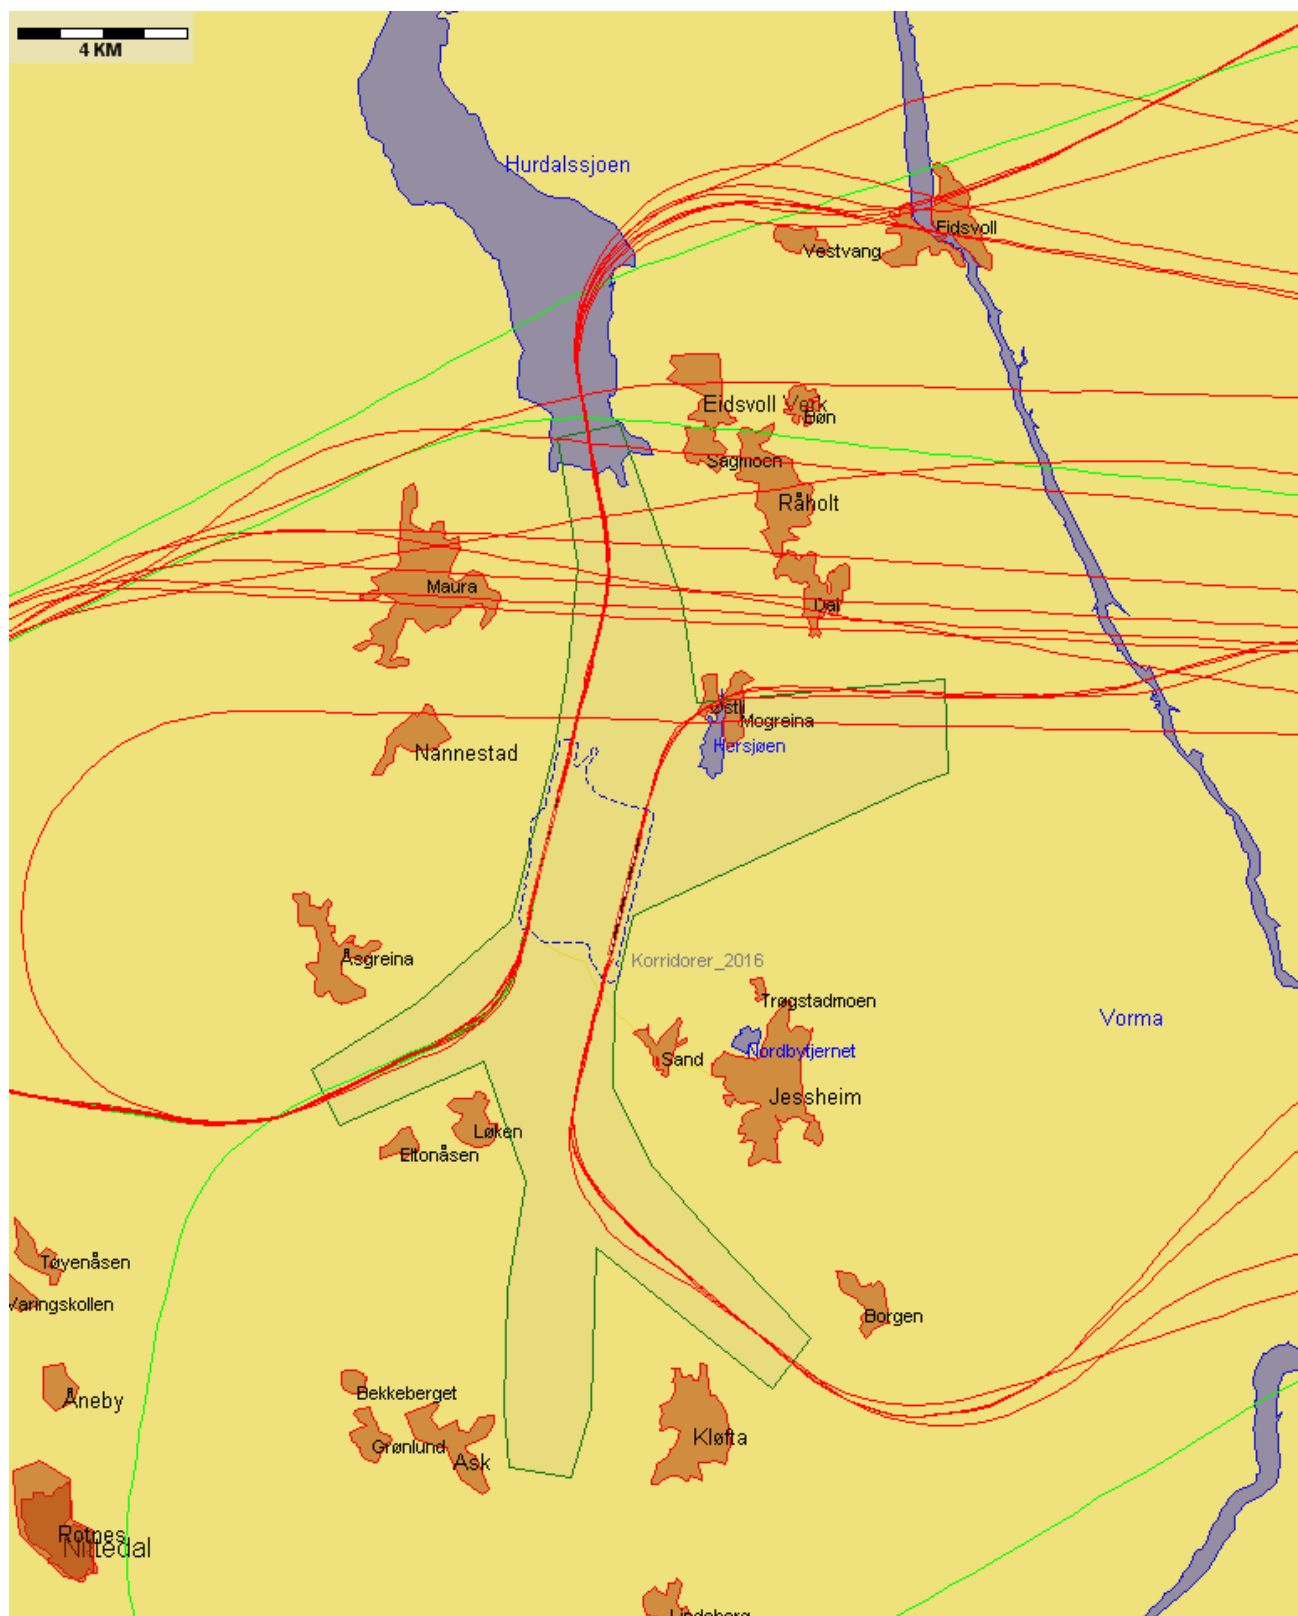 4 KM
Hurdalssjoen
Eidsvoll
Vestvang
Eidsvoll Verk
Bøn
Sagmoen
Råholt
Maura
Dal
Østli
Mogreina
Hersjøen
Nannestad
Åsgreina
Korridorer_2016
Trøgstadmoen
Vorma
Nordbytjernet
Sand
Jessheim
Løken
Eltonåsen
Tøyenåsen
Varingskollen
Borgen
Åneby
Bekkeberget
Grønlund
Ask
Kløfta
Rotnes
Nittedal
Lindeberg